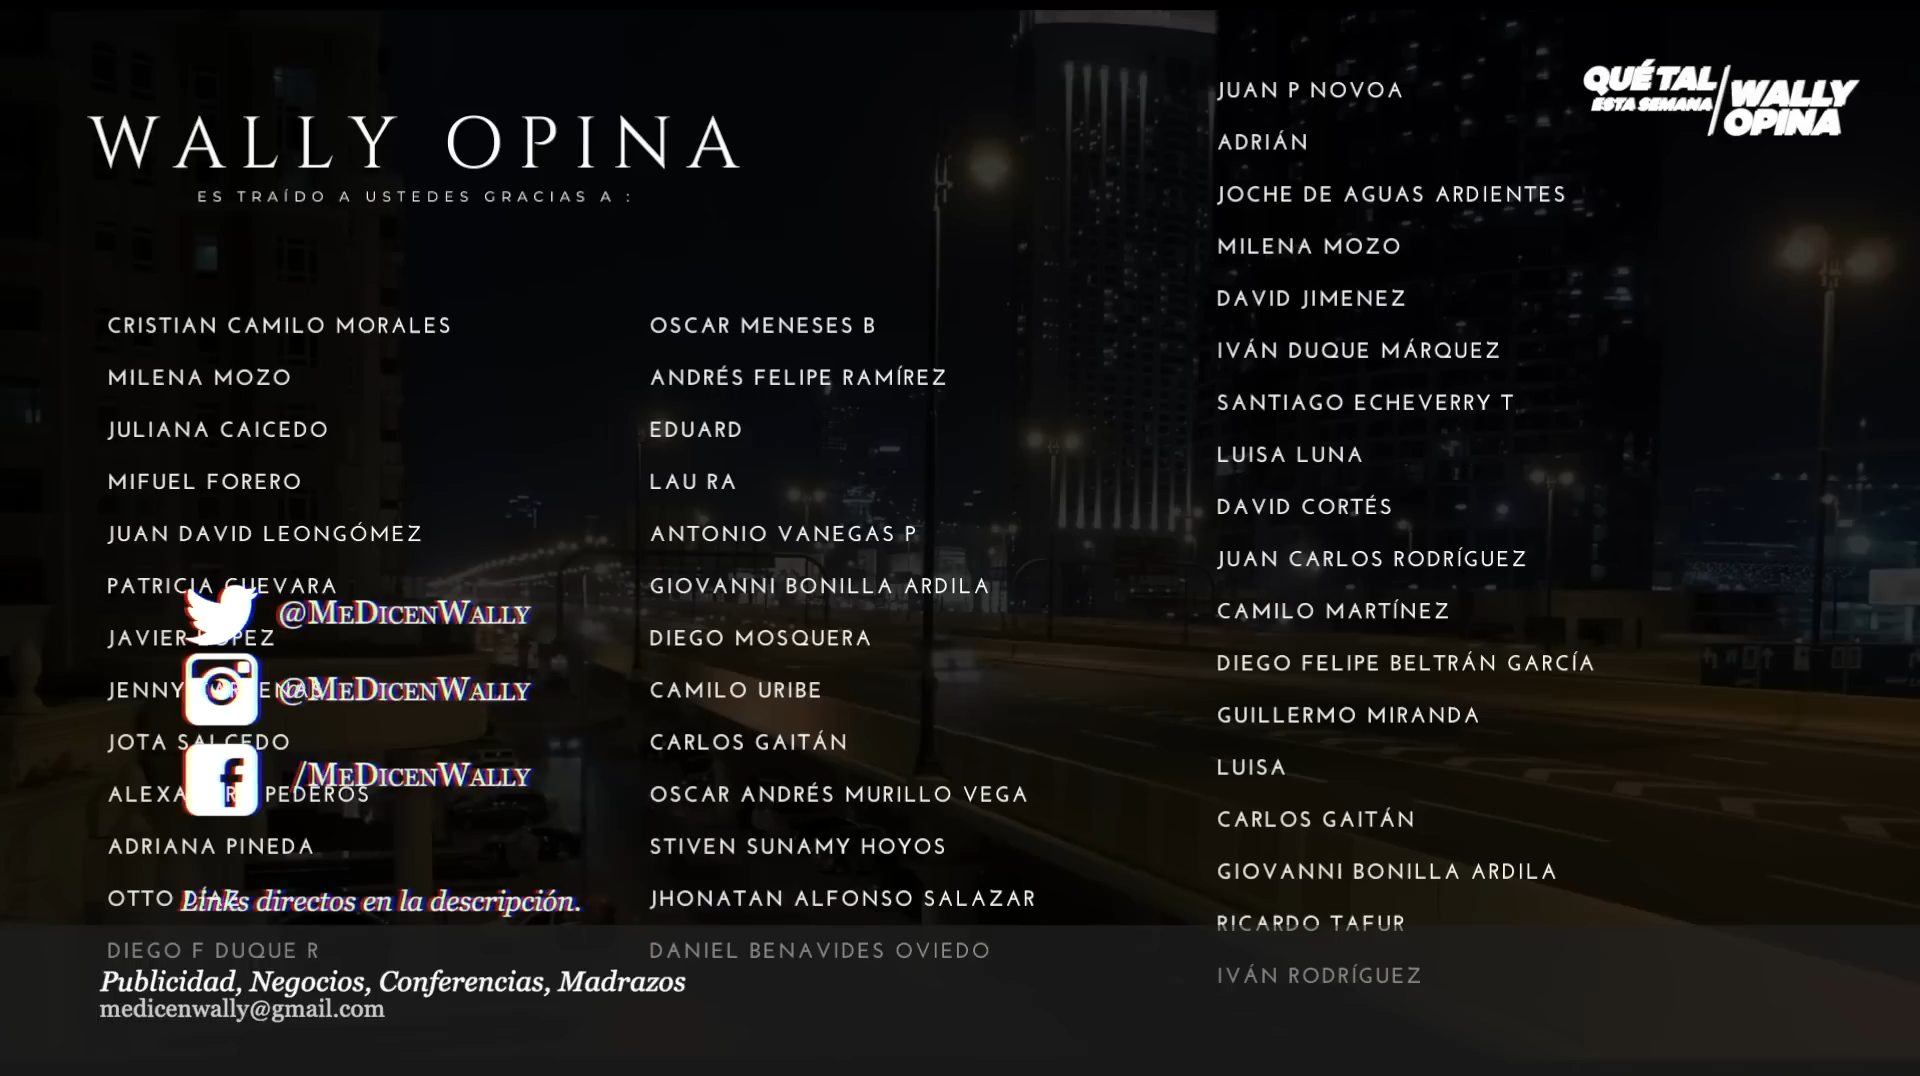 WALLY OPINA
ES TRAÍDO A USTEDES GRACIAS A :
CRISTIAN CAMILO MORALES
MILENA MOZO
JULIANA CAICEDO
MIFUEL FORERO
JUAN DAVID LEONGÓMEZ
PATRICIA GUEVARA
JAVIER
JENNY
JOTA SALCEDO
PEDEROS
ADRIANA PINEDA
OTTO DÍAZ
DIEGO F DUQUE R
@MEDICENWALLY
@MEDICENWALLY
/MEDICENWALLY
Links directos en la descripción.
Publicidad, Negocios, Conferencias, Madrazos
medicenwally@gmail.com
OSCAR MENESES B
ANDRÉS FELIPE RAMÍREZ
EDUARD
LAU RA
ANTONIO VANEGAS P
GIOVANNI BONILLA ARDILA
DIEGO MOSQUERA
CAMILO URIBE
CARLOS GAITÁN
OSCAR ANDRÉS MURILLO VEGA
STIVEN SUNAMY HOYOS
JHONATAN ALFONSO SALAZAR
DANIEL BENAVIDES OVIEDO
JUAN P NOVOA
ADRIÁN
JOCHE DE AGUAS ARDIENTES
MILENA MOZO
DAVID JIMENEZ
IVÁN DUQUE MÁRQUEZ
SANTIAGO ECHEVERRY T
LUISA LUNA
DAVID CORTÉS
JUAN CARLOS RODRÍGUEZ
CAMILO MARTÍNEZ
DIEGO FELIPE BELTRÁN GARCÍA
GUILLERMO MIRANDA
LUISA
CARLOS GAITÁN
GIOVANNI BONILLA ARDILA
RICARDO TAFUR
IVÁN RODRÍGUEZ
QUÉ TAL
ESTA SEMANA
WALLY
OPINA